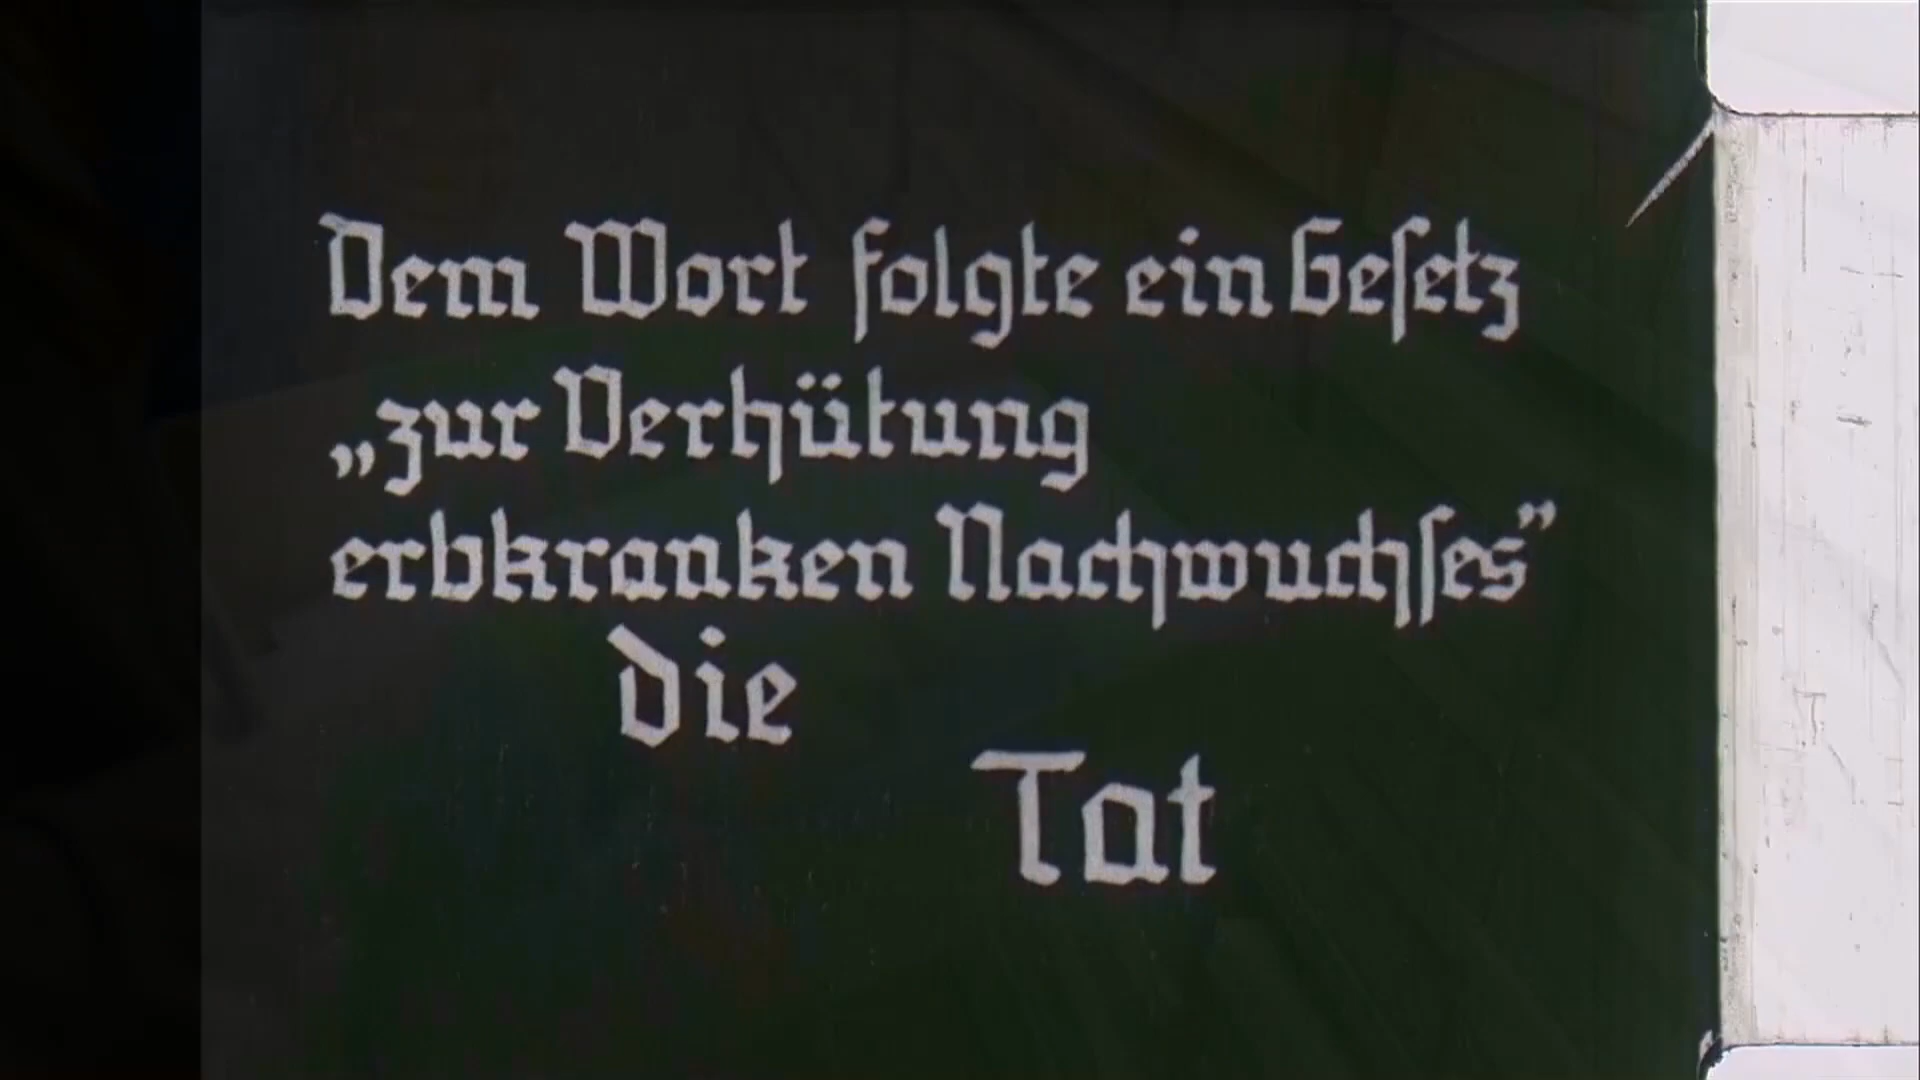 Dem Wort folgte ein Geſetz
„zur Verhütung
erbkranken Nachwuchſes”
die
Tat